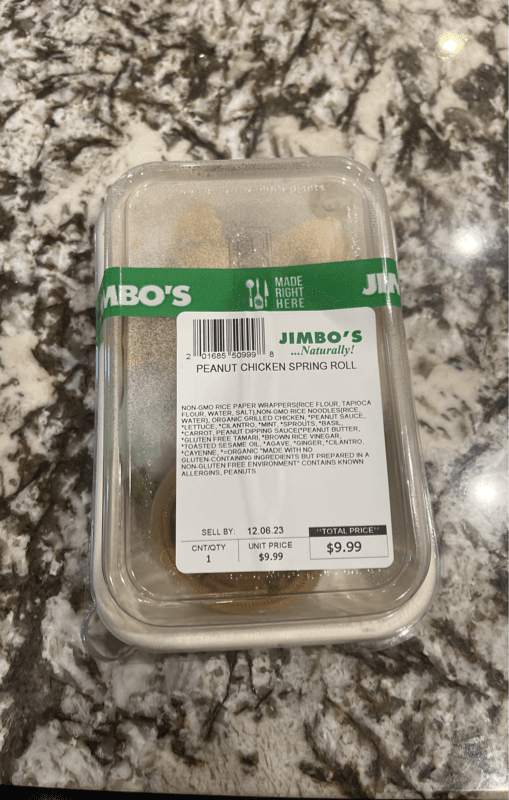 MBO'S
MADE
RIGHT
HERE
JI
2 01685 50999 8
JIMBO'S
...Naturally!
PEANUT CHICKEN SPRING ROLL
NON-GMO RICE PAPER WRAPPERS(RICE FLOUR, TAPIOCA
FLOUR, WATER, SALT),NON-GMO RICE NOODLES(RICE,
WATER), ORGANIC GRILLED CHICKEN, *PEANUT SAUCE,
*LETTUCE, *CILANTRO, *MINT, *SPROUTS, *BASIL,
*CARROT, PEANUT DIPPING SAUCE(*PEANUT BUTTER,
*GLUTEN FREE TAMARI, *BROWN RICE VINEGAR,
*TOASTED SESAME OIL, *AGAVE, *GINGER, *CILANTRO,
*CAYENNE, *=ORGANIC "MADE WITH NO
GLUTEN-CONTAINING INGREDIENTS BUT PREPARED IN A
NON-GLUTEN FREE ENVIRONMENT" CONTAINS KNOWN
ALLERGINS, PEANUTS
SELL BY: 12.06.23
**TOTAL PRICE**
CNT/QTY UNIT PRICE
1 $9.99 $9.99